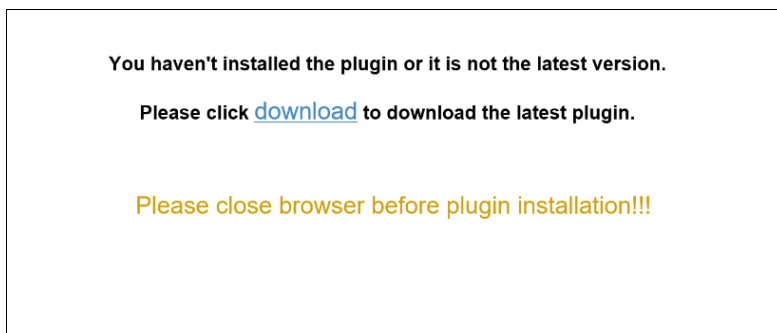 You haven't installed the plugin or it is not the latest version.
Please click download to download the latest plugin.
Please close browser before plugin installation!!!